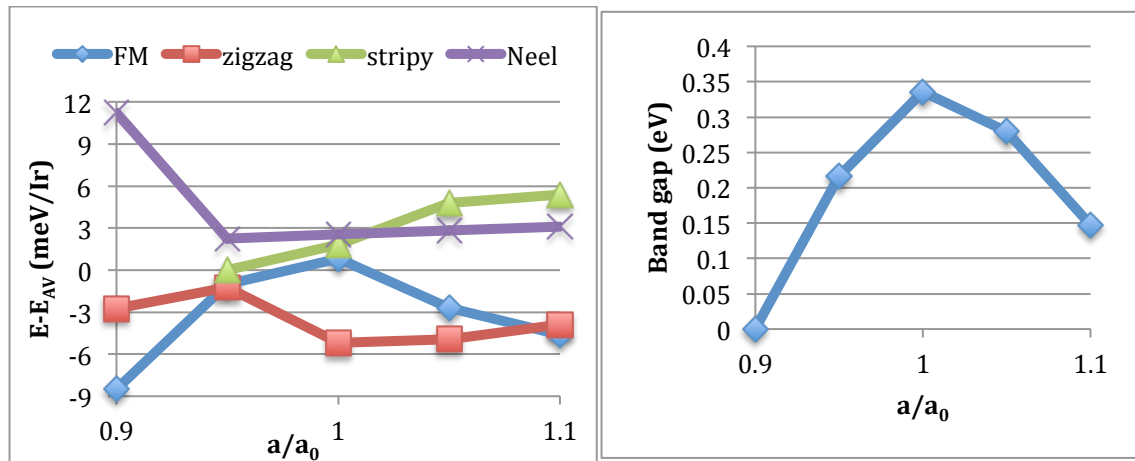 FM zigzag stripy Neel
12
9
6
3
0
-3
-6
-9
E-E_AV (meV/Ir)
0.9 1 1.1
a/a₀
0.4
0.35
0.3
0.25
0.2
0.15
0.1
0.05
0
Band gap (eV)
0.9 1 1.1
a/a₀